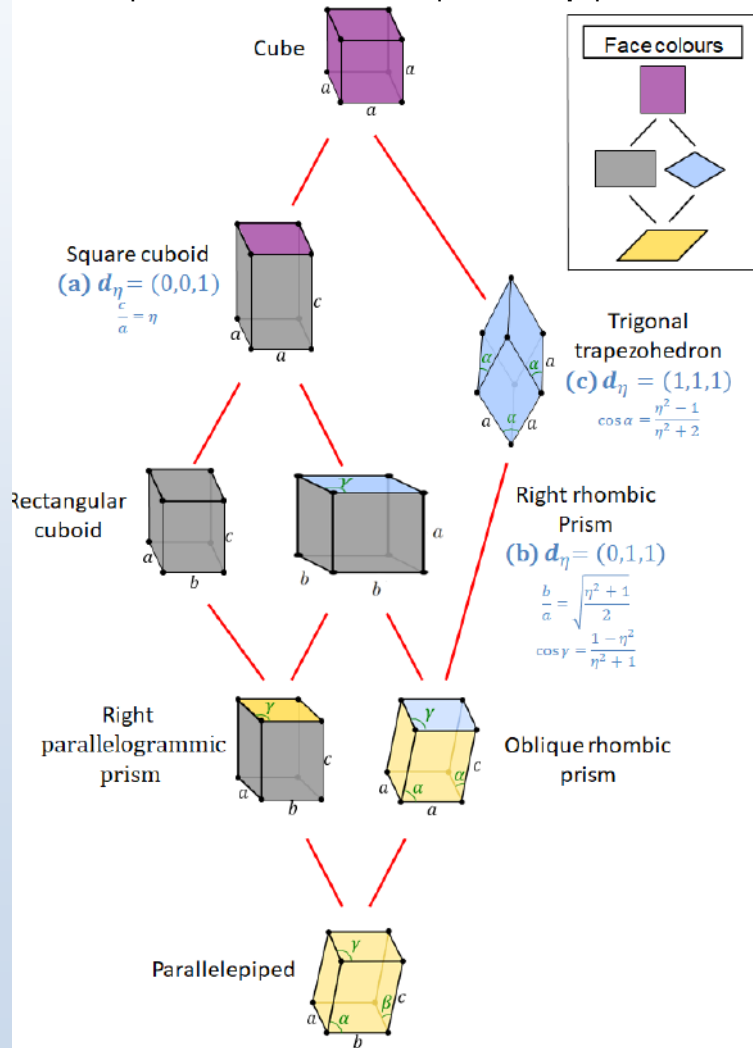 Cube
a
a
a
Face colours
Square cuboid
(a) d_η = (0,0,1)
c/a = η
c
a
a
α
α
a
a
α
a
Trigonal
trapezohedron
(c) d_η = (1,1,1)
cos α = (η² − 1)/(η² + 2)
Rectangular
cuboid
a
c
b
γ
a
b
b
Right rhombic
Prism
(b) d_η = (0,1,1)
b/a = √((η² + 1)/2)
cos γ = (1 − η²)/(η² + 1)
Right
parallelogrammic
prism
γ
c
a
b
γ
c
a
α
α
a
Oblique rhombic
prism
Parallelepiped
γ
a
α
β
c
b